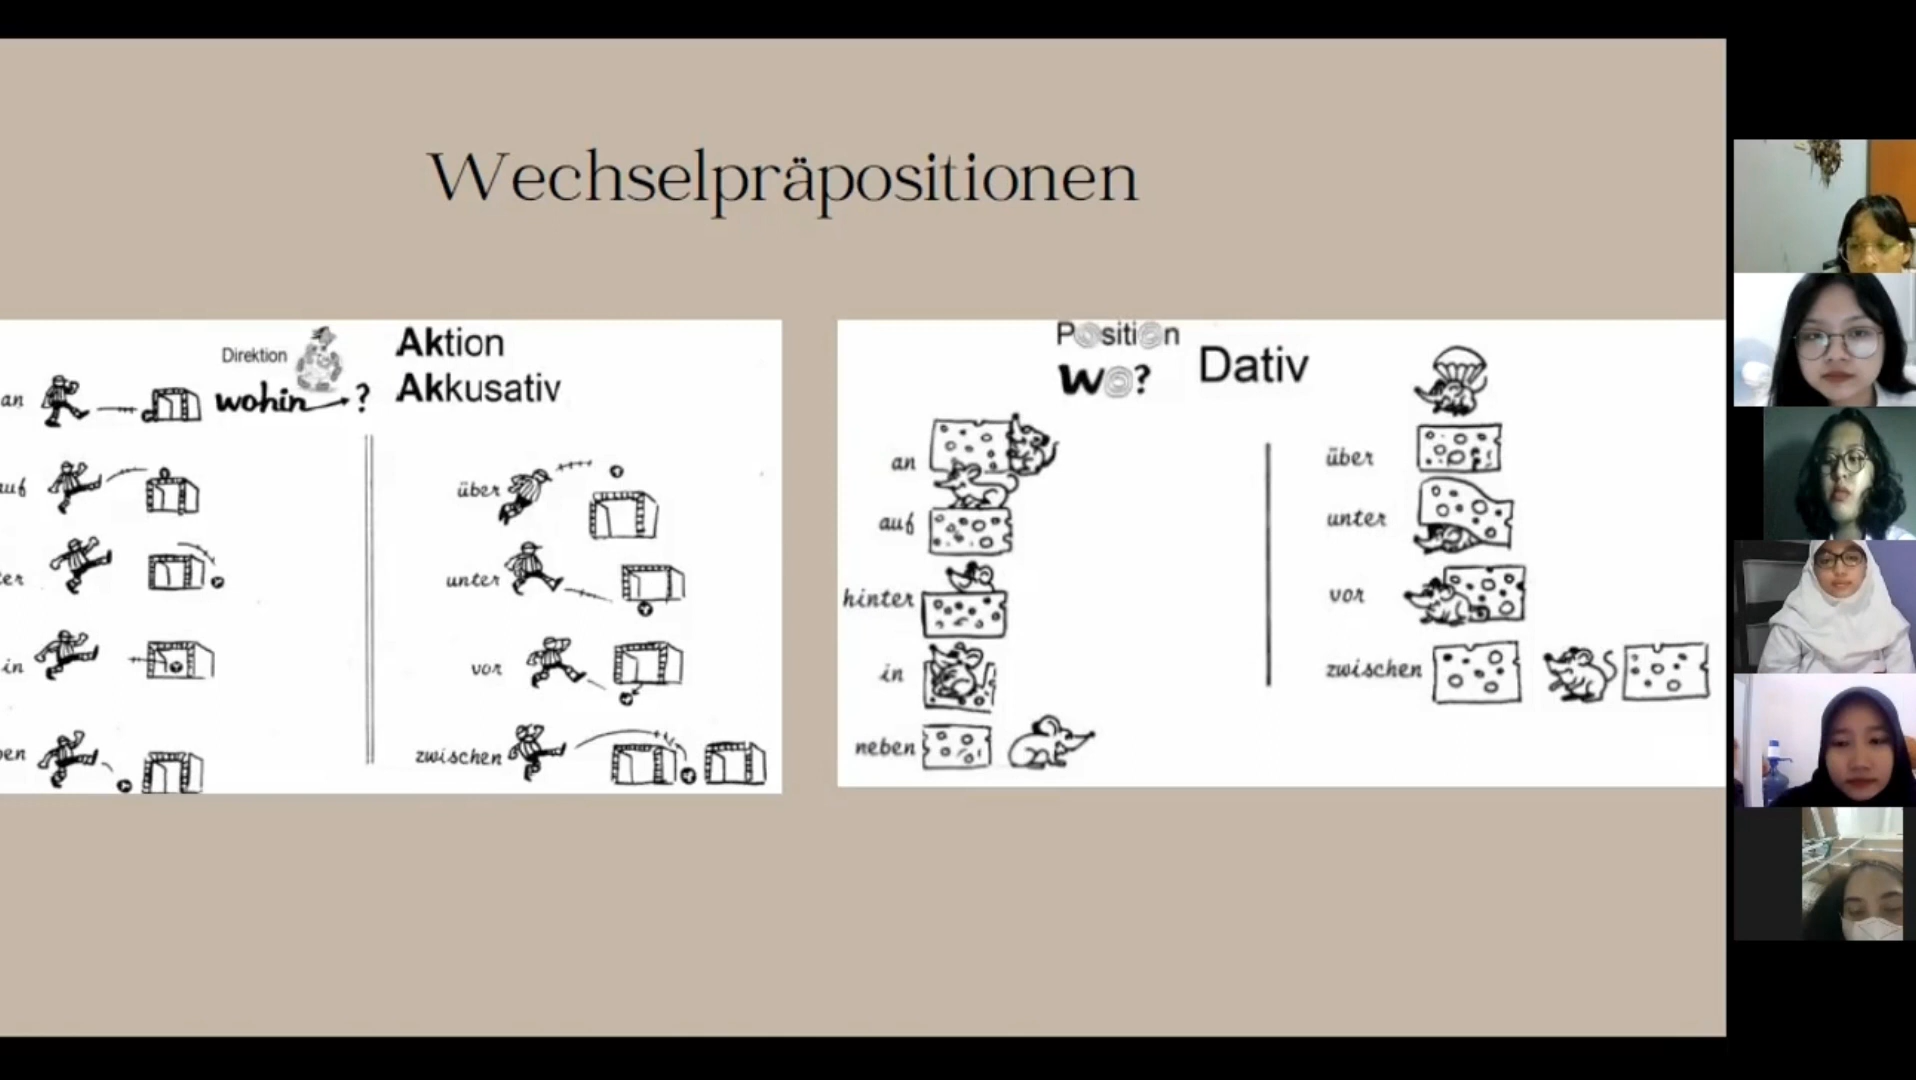 Wechselpräpositionen
Direktion
wohin ?
Aktion
Akkusativ
an
in
über
unter
vor
zwischen
Position
Wo?
Dativ
an
auf
hinter
in
neben
über
unter
vor
zwischen